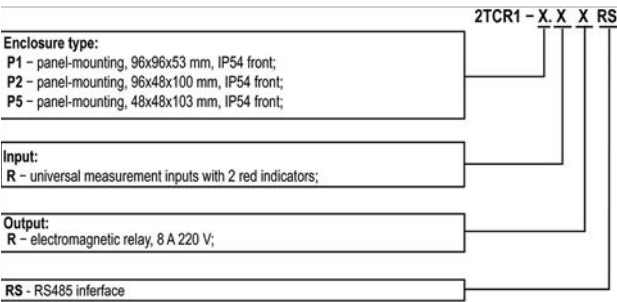 2TCR1 – X. X X RS
Enclosure type:
P1 – panel-mounting, 96x96x53 mm, IP54 front;
P2 – panel-mounting, 96x48x100 mm, IP54 front;
P5 – panel-mounting, 48x48x103 mm, IP54 front;
Input:
R – universal measurement inputs with 2 red indicators;
Output:
R – electromagnetic relay, 8 A 220 V;
RS - RS485 inferface